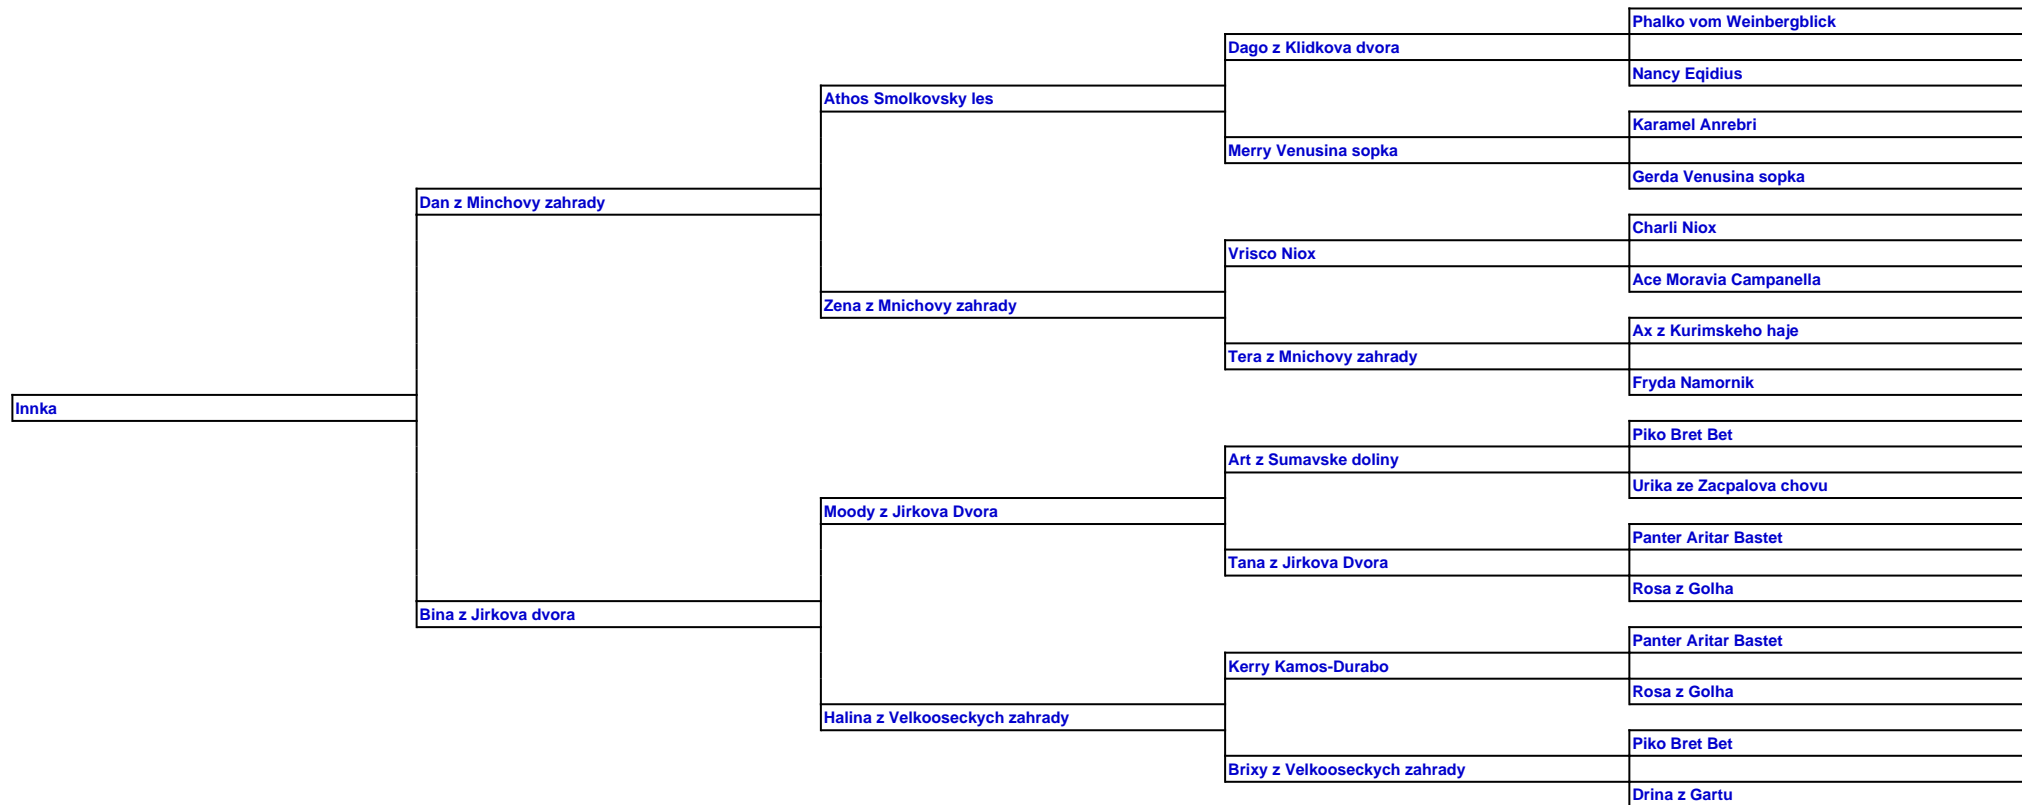 Phalko vom Weinbergblick
Dago z Klidkova dvora
Nancy Eqidius
Athos Smolkovsky les
Karamel Anrebri
Merry Venusina sopka
Gerda Venusina sopka
Dan z Minchovy zahrady
Charli Niox
Vrisco Niox
Ace Moravia Campanella
Zena z Mnichovy zahrady
Ax z Kurimskeho haje
Tera z Mnichovy zahrady
Fryda Namornik
Innka
Piko Bret Bet
Art z Sumavske doliny
Urika ze Zacpalova chovu
Moody z Jirkova Dvora
Panter Aritar Bastet
Tana z Jirkova Dvora
Rosa z Golha
Bina z Jirkova dvora
Panter Aritar Bastet
Kerry Kamos-Durabo
Rosa z Golha
Halina z Velkooseckych zahrady
Piko Bret Bet
Brixy z Velkooseckych zahrady
Drina z Gartu